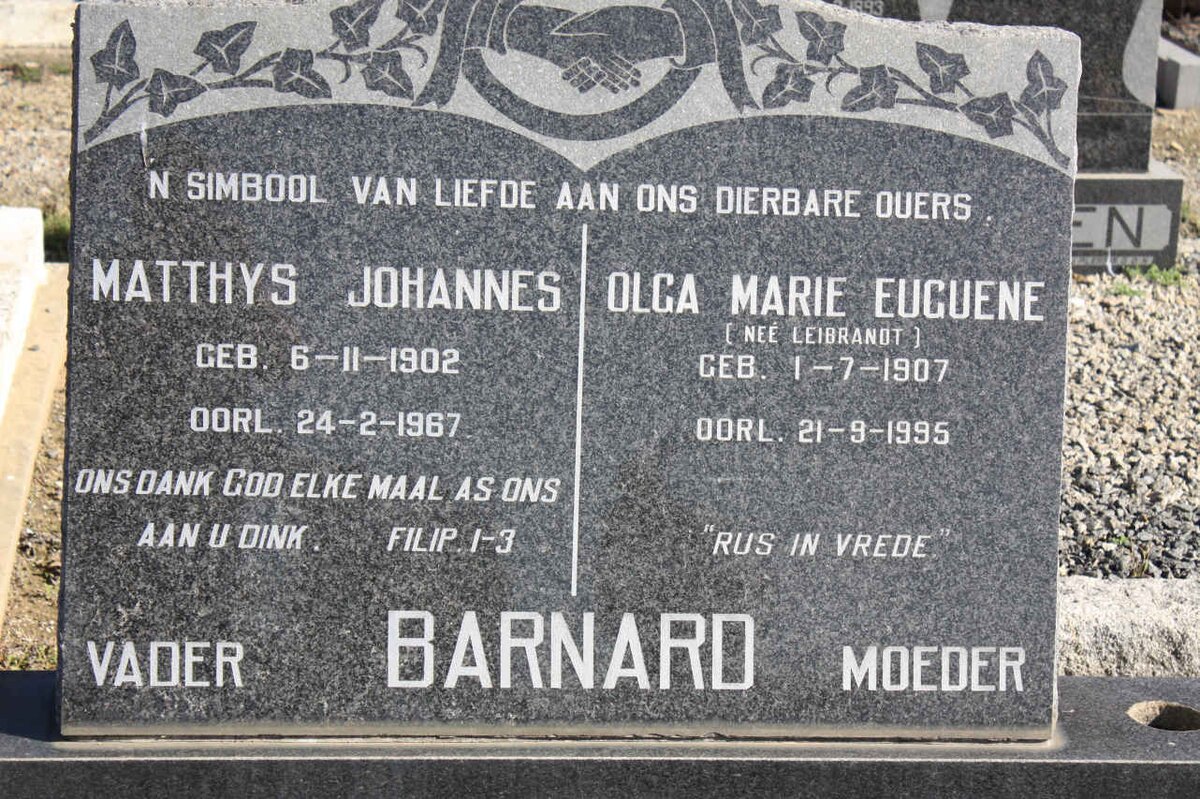 'N SIMBOOL VAN LIEFDE AAN ONS DIERBARE OUERS.
MATTHYS JOHANNES
GEB. 6-11-1902
OORL. 24-2-1967
ONS DANK GOD ELKE MAAL AS ONS
AAN U DINK. FILIP. 1-3
OLGA MARIE EUGUENE
(NEÉ LEIBRANDT)
GEB. 1-7-1907
OORL. 21-9-1995
"RUS IN VREDE"
VADER BARNARD MOEDER
EN